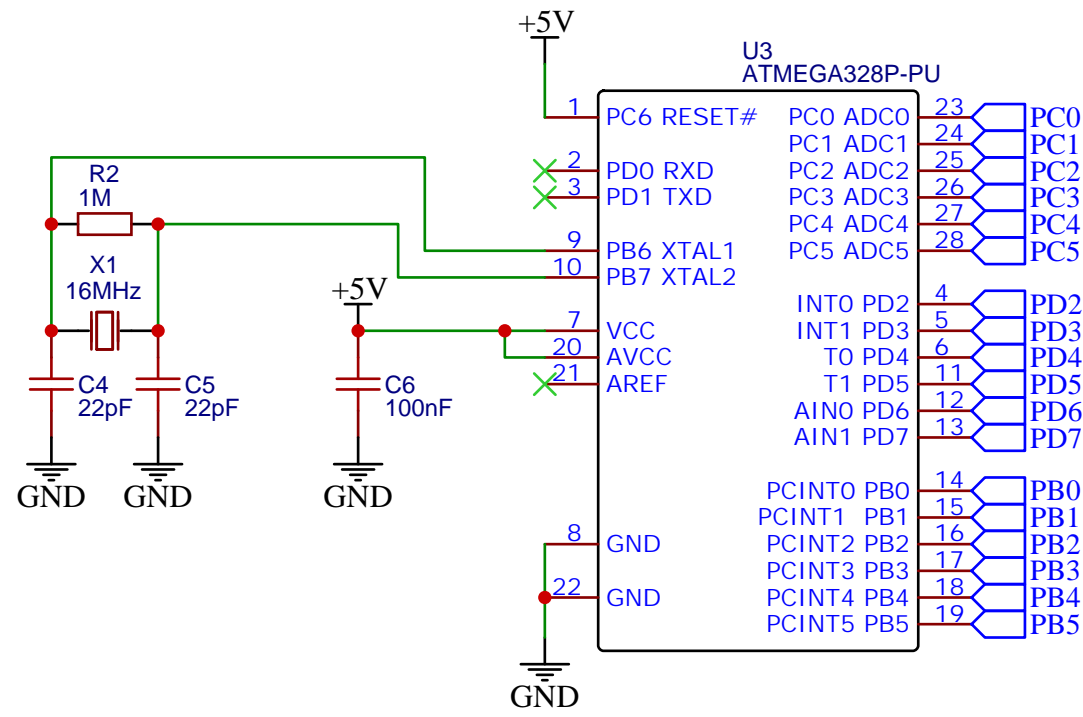 +5V
U3
ATMEGA328P-PU
1 PC6 RESET# PC0 ADC0 23 PC0
PC1 ADC1 24 PC1
2 PD0 RXD PC2 ADC2 25 PC2
3 PD1 TXD PC3 ADC3 26 PC3
PC4 ADC4 27 PC4
9 PB6 XTAL1 PC5 ADC5 28 PC5
10 PB7 XTAL2
R2
1M
X1
16MHz
+5V
INT0 PD2 4 PD2
7 VCC INT1 PD3 5 PD3
20 AVCC T0 PD4 6 PD4
21 AREF T1 PD5 11 PD5
AIN0 PD6 12 PD6
AIN1 PD7 13 PD7
C4
22pF
C5
22pF
C6
100nF
GND
GND
GND
PCINT0 PB0 14 PB0
PCINT1 PB1 15 PB1
8 GND PCINT2 PB2 16 PB2
PCINT3 PB3 17 PB3
22 GND PCINT4 PB4 18 PB4
PCINT5 PB5 19 PB5
GND